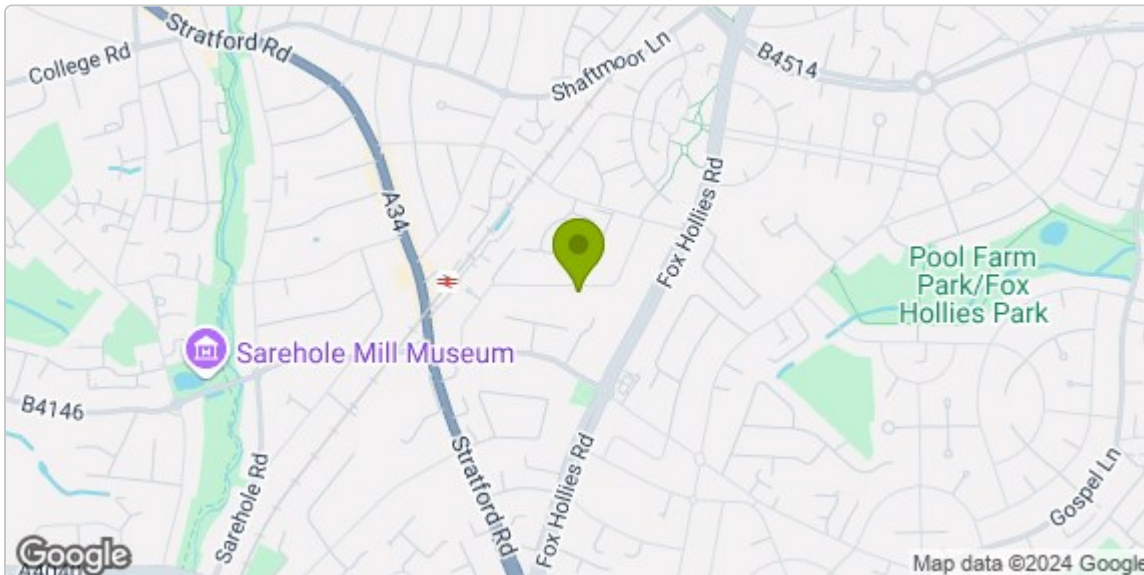 Stratford Rd
College Rd
Shaftmoor Ln
B4514
A34
Fox Hollies Rd
Pool Farm
Park/Fox
Hollies Park
Sarehole Mill Museum
B4146
Sarehole Rd
Stratford Rd
Fox Hollies Rd
Gospel Ln
Google
A4040
Map data ©2024 Google